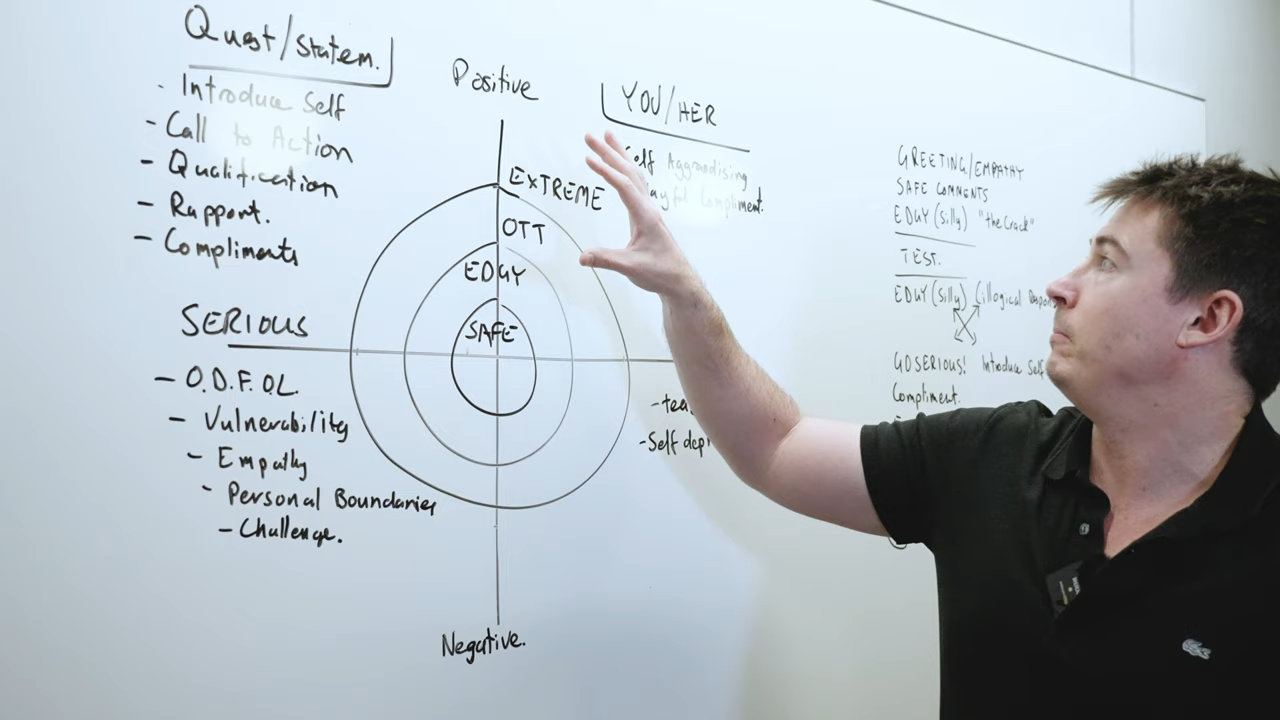 Quest/Statem.
- Introduce Self
- Call to Action
- Qualification
- Rapport.
- Compliments
SERIOUS
- O.D.F.O.L.
- Vulnerability
- Empathy
- Personal Boundaries
- Challenge.
Positive
EXTREME
OTT
EDGY
SAFE
Negative.
YOU/HER
Self Aggrandising
Compliment.
- Self
GREETING/EMPATHY
SAFE COMMENTS
EDGY (silly) "the Crack"
TEST.
EDGY (silly) (illogical
GO SERIOUS! Introduce Self
Compliment.